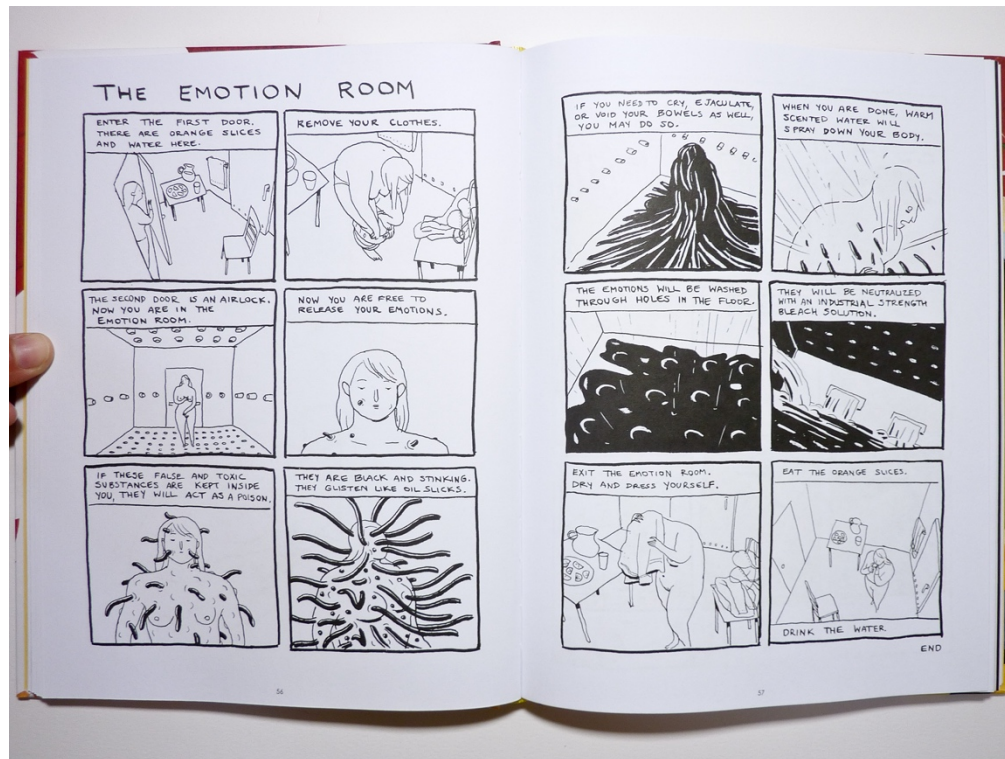 THE EMOTION ROOM
ENTER THE FIRST DOOR.
THERE ARE ORANGE SLICES
AND WATER HERE.
REMOVE YOUR CLOTHES.
THE SECOND DOOR IS AN AIRLOCK.
NOW YOU ARE IN THE
EMOTION ROOM.
NOW YOU ARE FREE TO
RELEASE YOUR EMOTIONS.
IF THESE FALSE AND TOXIC
SUBSTANCES ARE KEPT INSIDE
YOU, THEY WILL ACT AS A POISON.
THEY ARE BLACK AND STINKING.
THEY GLISTEN LIKE OIL SLICKS.
56
IF YOU NEED TO CRY, EJACULATE,
OR VOID YOUR BOWELS AS WELL,
YOU MAY DO SO.
WHEN YOU ARE DONE, WARM
SCENTED WATER WILL
SPRAY DOWN YOUR BODY.
THE EMOTIONS WILL BE WASHED
THROUGH HOLES IN THE FLOOR.
THEY WILL BE NEUTRALIZED
WITH AN INDUSTRIAL STRENGTH
BLEACH SOLUTION.
EXIT THE EMOTION ROOM.
DRY AND DRESS YOURSELF.
EAT THE ORANGE SLICES.
DRINK THE WATER
END
57